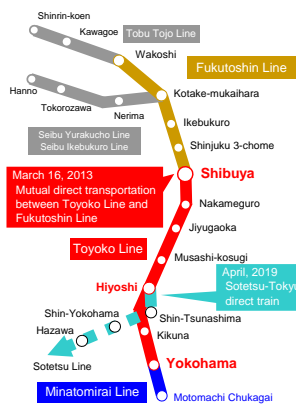 Shinrin-koen
Kawagoe
Tobu Tojo Line
Wakoshi
Fukutoshin Line
Hanno
Tokorozawa
Nerima
Kotake-mukaihara
Ikebukuro
Seibu Yurakucho Line
Seibu Ikebukuro Line
Shinjuku 3-chome
March 16, 2013
Mutual direct transportation
between Toyoko Line and
Fukutoshin Line
Shibuya
Nakameguro
Jiyugaoka
Toyoko Line
Musashi-kosugi
April, 2019
Sotetsu-Tokyu
direct train
Hiyoshi
Shin-Yokohama
Shin-Tsunashima
Hazawa
Kikuna
Sotetsu Line
Yokohama
Minatomirai Line
Motomachi Chukagai